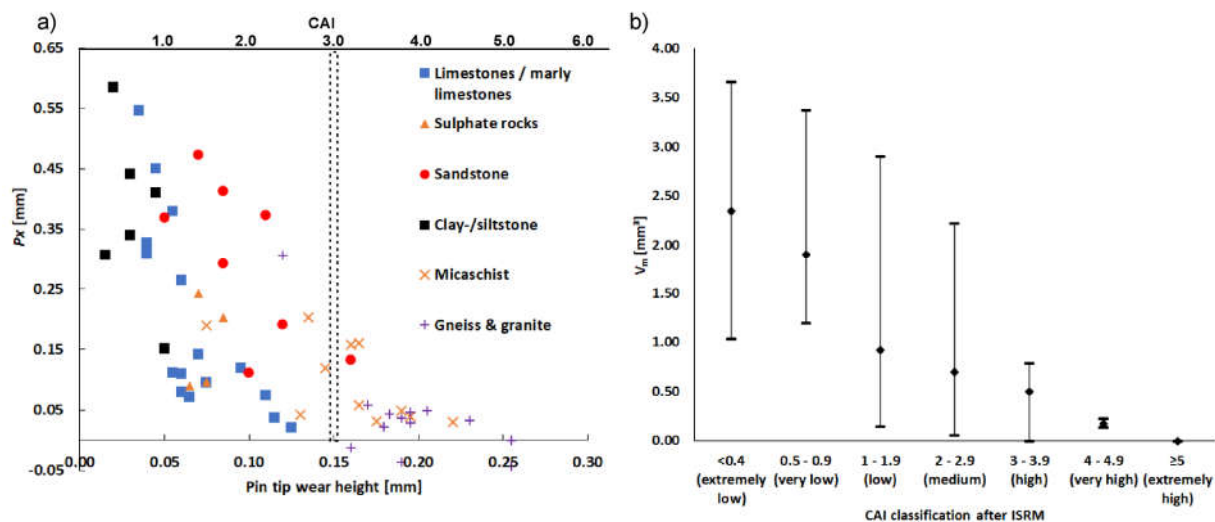 a)
CAI
1.0 2.0 3.0 4.0 5.0 6.0
0.65
0.55
0.45
0.35
0.25
0.15
0.05
-0.05
Px [mm]
0.00 0.05 0.10 0.15 0.20 0.25 0.30
Pin tip wear height [mm]
Limestones / marly
limestones
Sulphate rocks
Sandstone
Clay-/siltstone
Micaschist
Gneiss & granite
b)
4.00
3.50
3.00
2.50
2.00
1.50
1.00
0.50
0.00
Vm [mm³]
<0.4 0.5 - 0.9 1 - 1.9 2 - 2.9 3 - 3.9 4 - 4.9 ≥5
(extremely (very low) (low) (medium) (high) (very high) (extremely
low) high)
CAI classification after ISRM